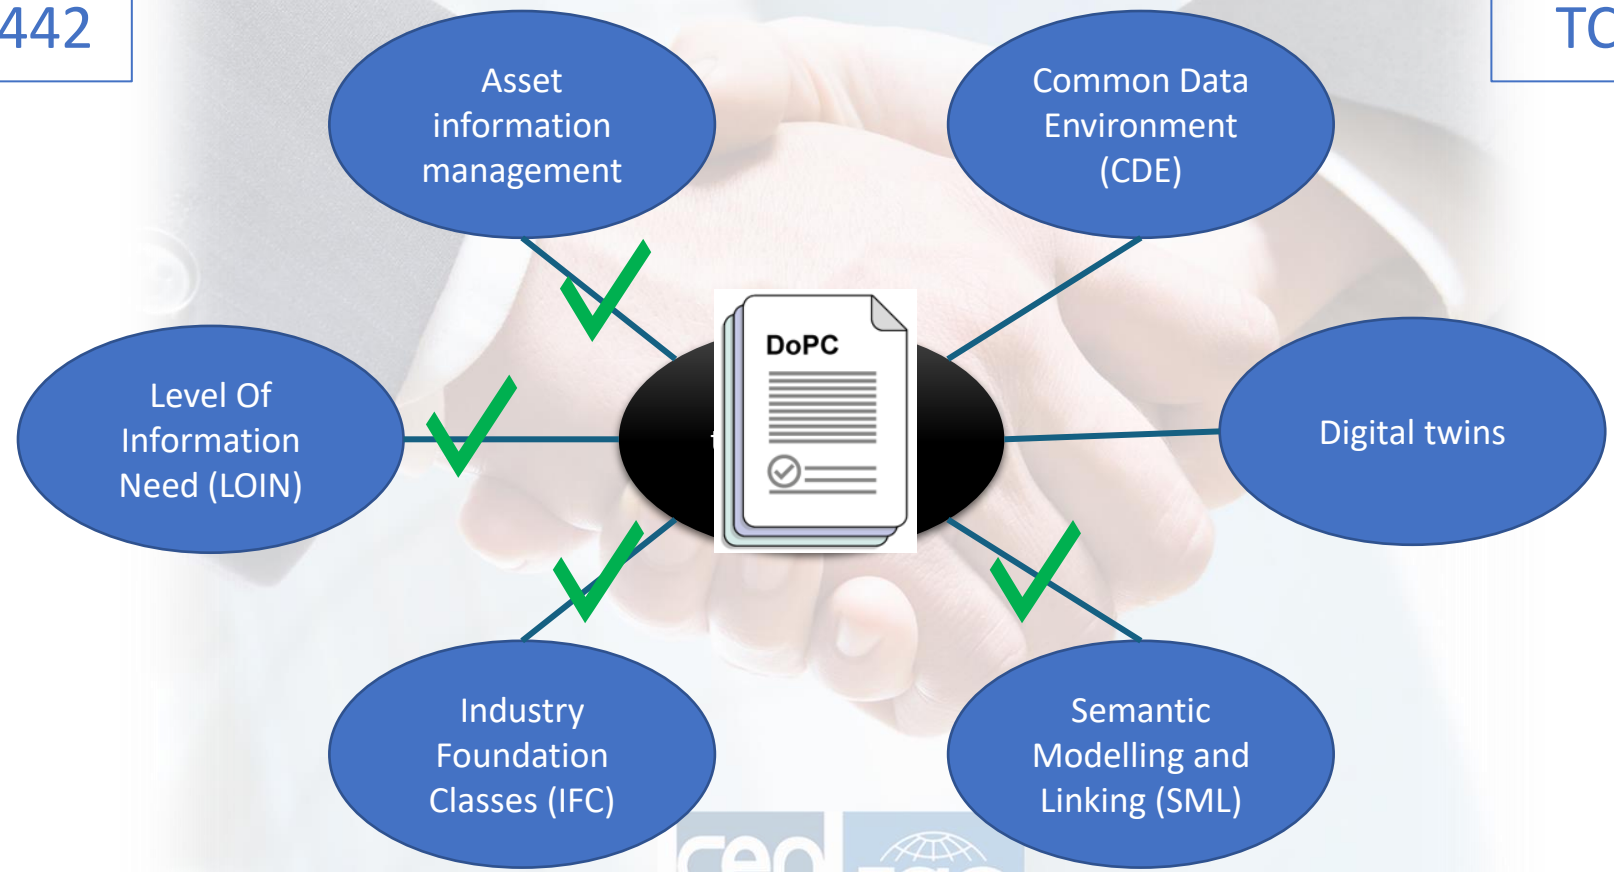 442
TC
Asset
information
management
Common Data
Environment
(CDE)
DoPC
Level Of
Information
Need (LOIN)
Digital twins
Industry
Foundation
Classes (IFC)
Semantic
Modelling and
Linking (SML)
cen